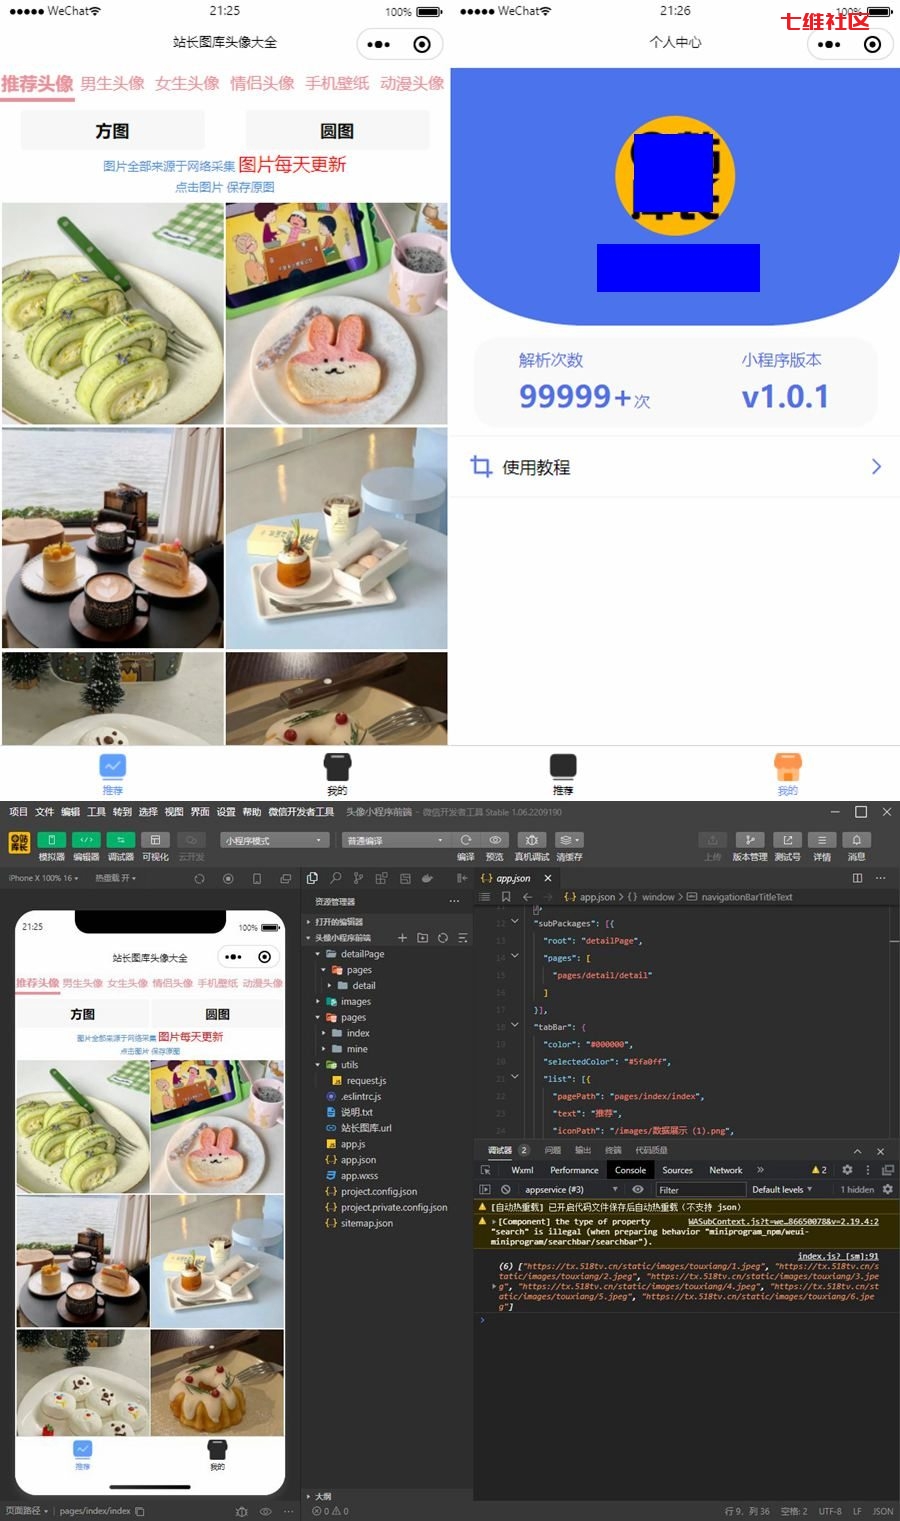 ●●●●● WeChat 21:25 100%
站长图库头像大全
推荐头像 男生头像 女生头像 情侣头像 手机壁纸 动漫头像
方图 圆图
图片全部来源于网络采集 图片每天更新
点击图片 保存原图
推荐 我的
●●●●● WeChat 21:26 100%
七维社区
个人中心
解析次数 小程序版本
99999+次 v1.0.1
使用教程
推荐 我的
项目 文件 编辑 工具 转到 选择 视图 界面 设置 帮助 微信开发者工具 头像小程序前端 - 微信开发者工具 Stable 1.06.2209190
模拟器 编辑器 调试器 可视化 云开发
小程序模式 普通编译
编译 预览 真机调试 清缓存
上传 版本管理 测试号 详情 消息
iPhone X 100% 16 热重载 开
21:25 100%
站长图库头像大全
推荐头像 男生头像 女生头像 情侣头像 手机壁纸 动漫头像
方图 圆图
图片全部来源于网络采集 图片每天更新
点击图片 保存原图
推荐 我的
页面路径 pages/index/index
资源管理器
打开的编辑器
头像小程序前端
detailPage
pages
detail
images
pages
index
mine
utils
request.js
.eslintrc.js
说明.txt
站长图库.url
app.js
app.json
app.wxss
project.config.json
project.private.config.json
sitemap.json
大纲
0 0
app.json
app.json > window > navigationBarTitleText
12 "subPackages": [{
13 "root": "detailPage",
14 "pages": [
15 "pages/detail/detail"
16 ]
17 }],
18 "tabBar": {
19 "color": "#000000",
20 "selectedColor": "#5fa0ff",
21 "list": [{
22 "pagePath": "pages/index/index",
23 "text": "推荐",
24 "iconPath": "/images/数据展示 (1).png",
调试器 2 问题 输出 终端 代码质量
Wxml Performance Console Sources Network » 2
appservice (#3) Filter Default levels 1 hidden
[自动热重载] 已开启代码文件保存后自动热重载（不支持 json）
[Component] the type of property WASubContext.js?t=we…86650078&v=2.19.4:2
"search" is illegal (when preparing behavior "miniprogram_npm/weui-
miniprogram/searchbar/searchbar").
index.js? [sm]:91
(6) ["https://tx.518tv.cn/static/images/touxiang/1.jpeg", "https://tx.518tv.cn/s
tatic/images/touxiang/2.jpeg", "https://tx.518tv.cn/static/images/touxiang/3.jpe
g", "https://tx.518tv.cn/static/images/touxiang/4.jpeg", "https://tx.518tv.cn/st
atic/images/touxiang/5.jpeg", "https://tx.518tv.cn/static/images/touxiang/6.jpe
g"]
行 9, 列 36 空格: 2 UTF-8 LF JSON